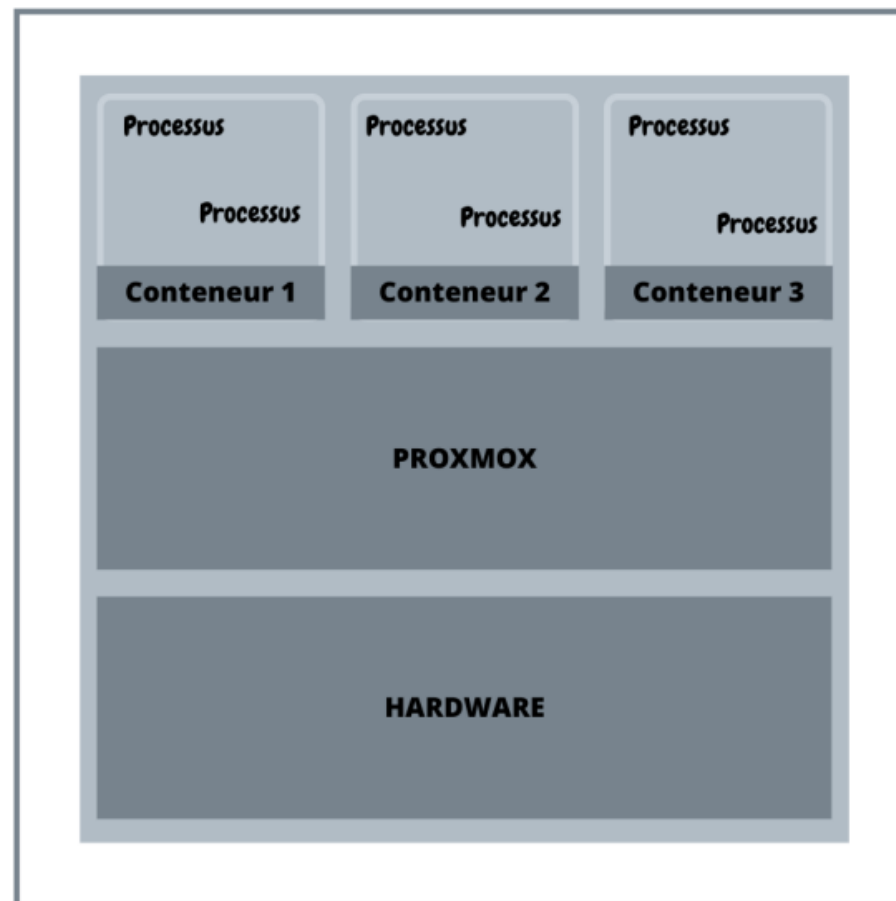 Processus
Processus
Conteneur 1
Processus
Processus
Conteneur 2
Processus
Processus
Conteneur 3
PROXMOX
HARDWARE